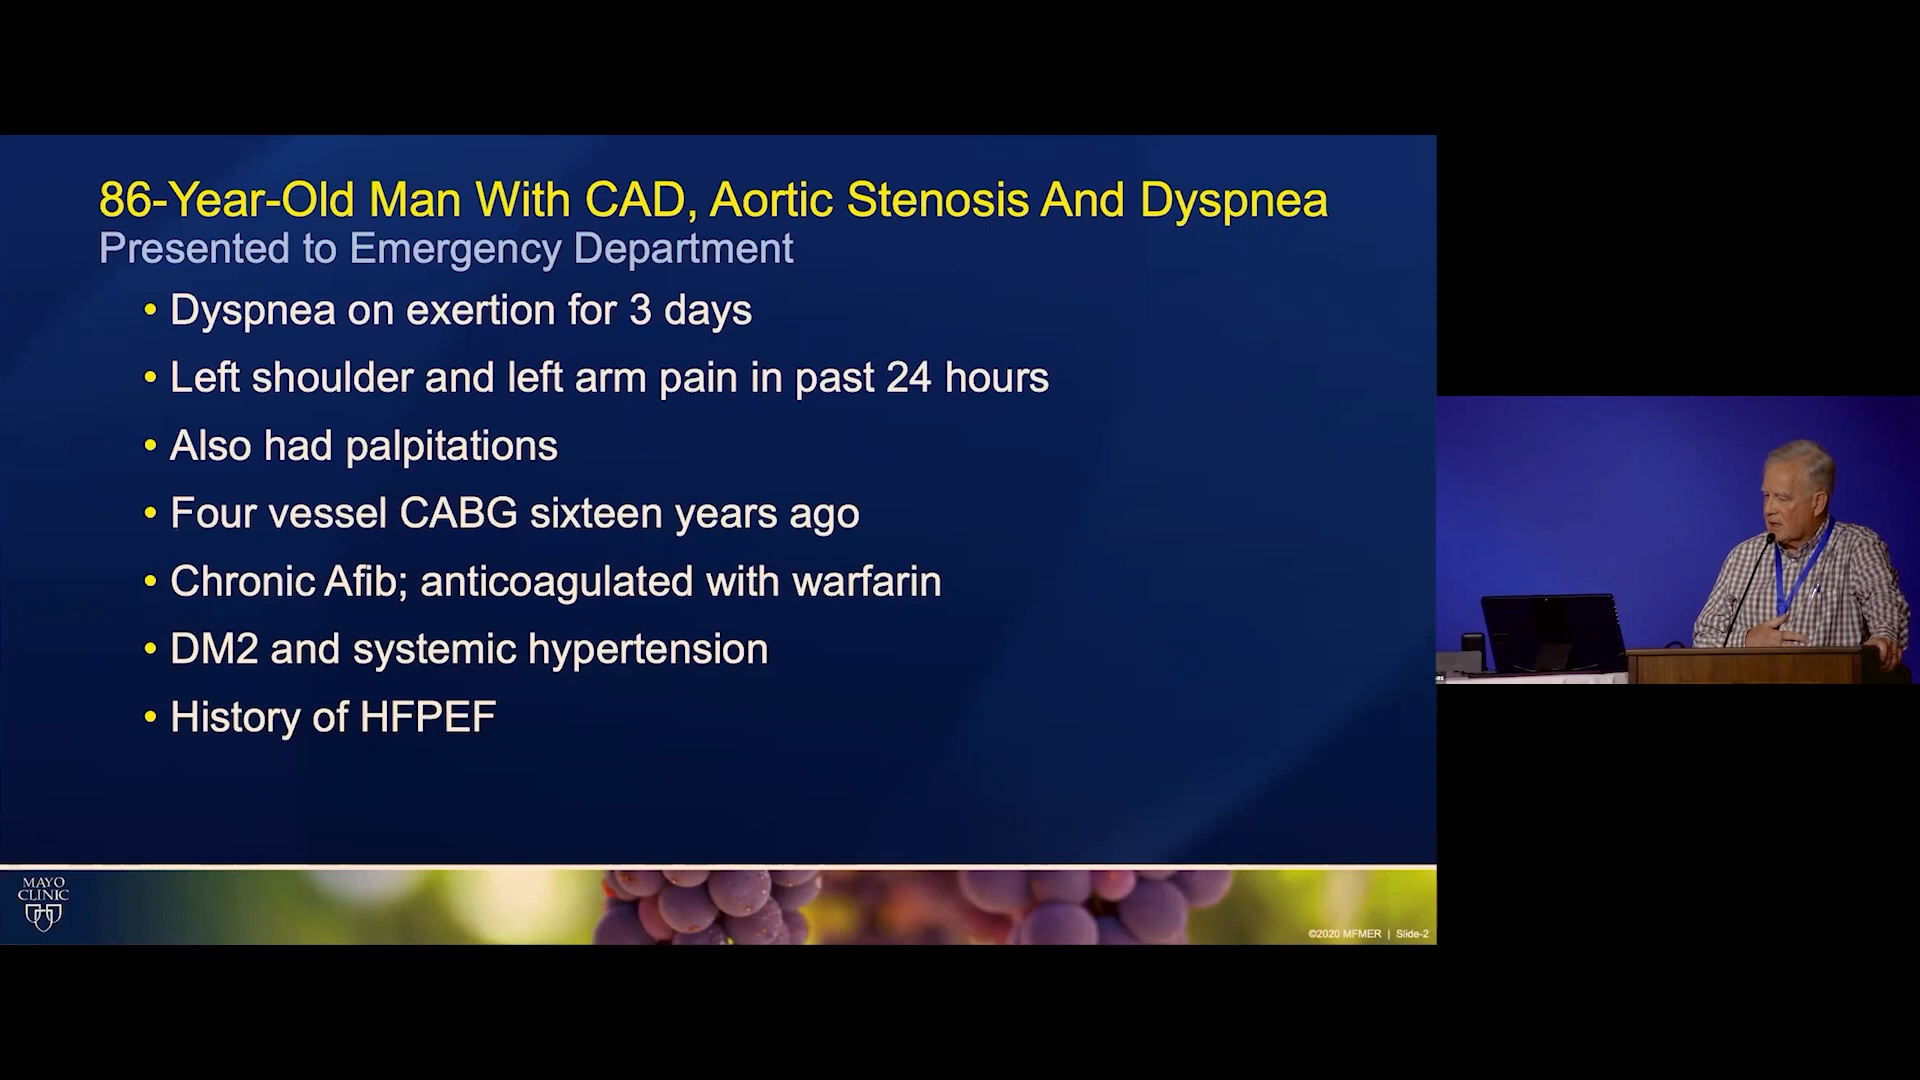 86-Year-Old Man With CAD, Aortic Stenosis And Dyspnea
Presented to Emergency Department
• Dyspnea on exertion for 3 days
• Left shoulder and left arm pain in past 24 hours
• Also had palpitations
• Four vessel CABG sixteen years ago
• Chronic Afib; anticoagulated with warfarin
• DM2 and systemic hypertension
• History of HFPEF
MAYO
CLINIC
©2020 MFMER | Slide-2